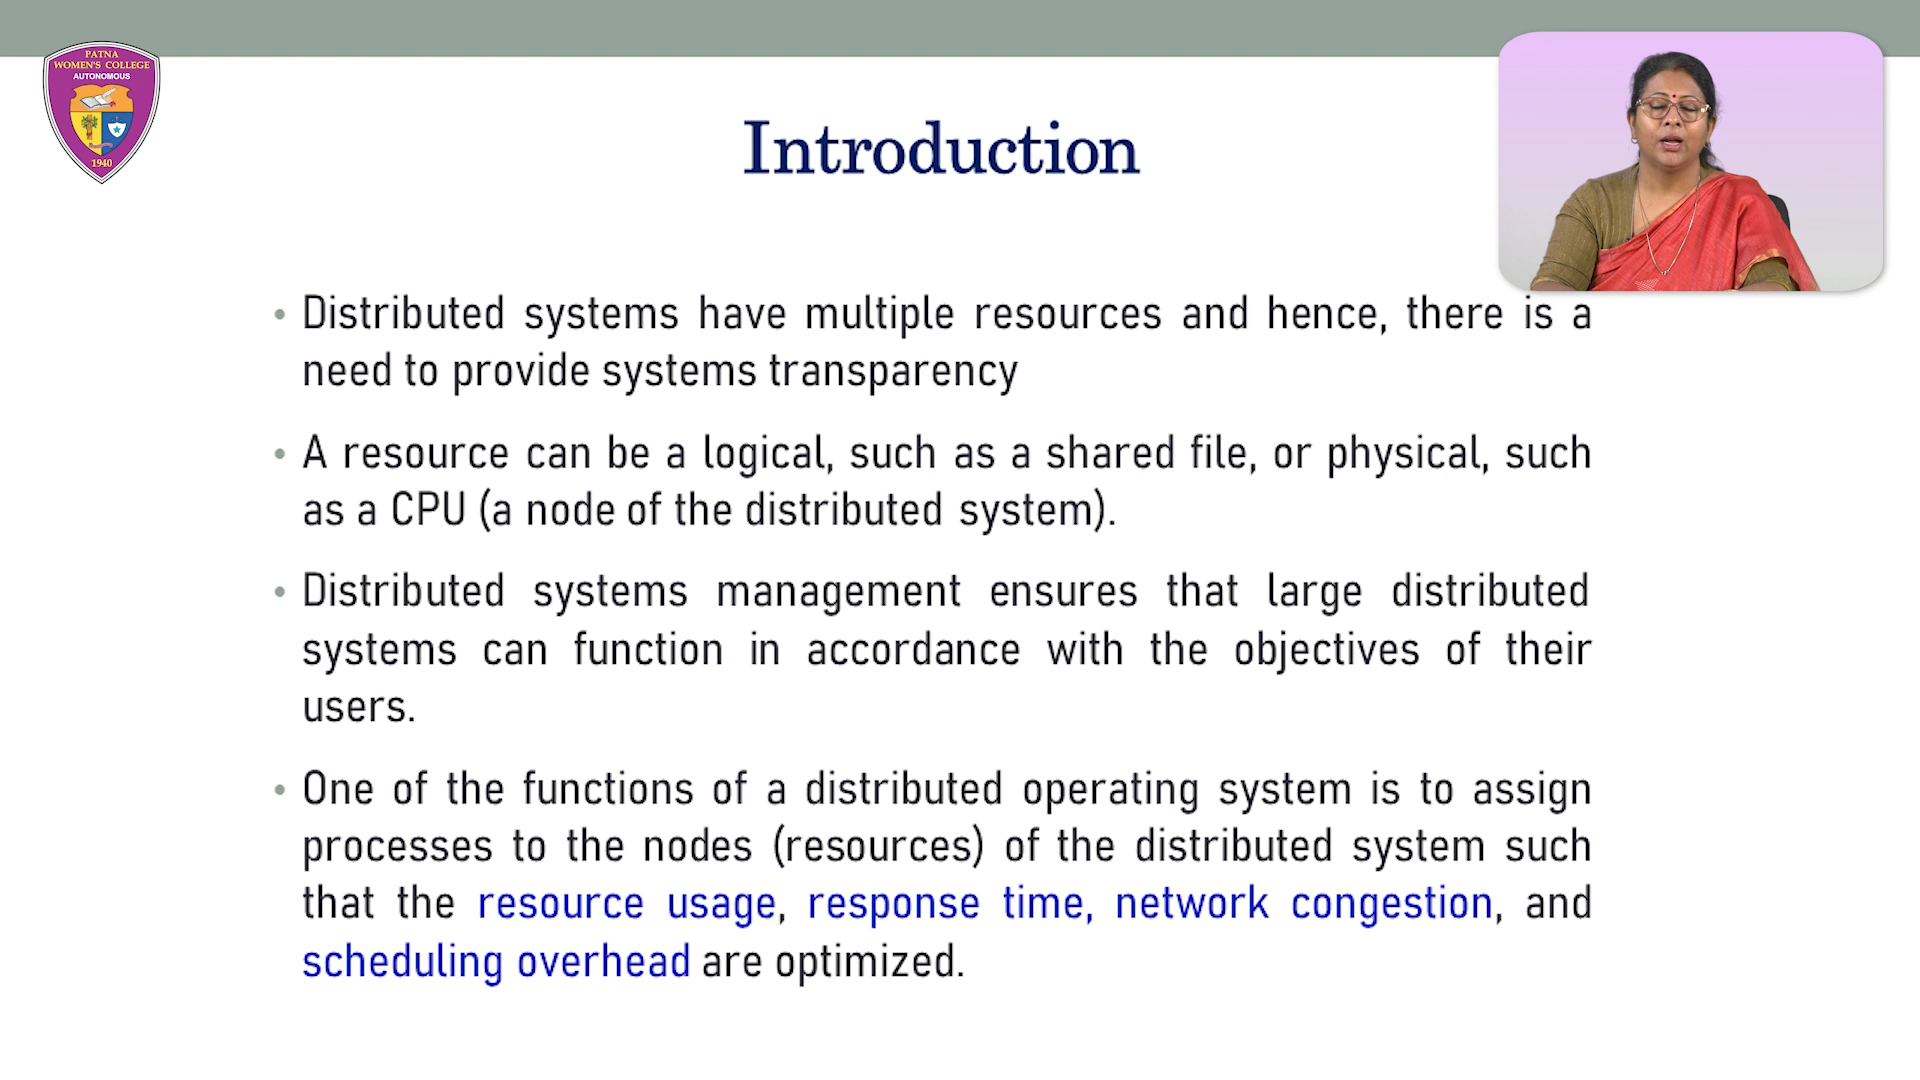 PATNA
WOMEN'S COLLEGE
AUTONOMOUS
1940
Introduction
• Distributed systems have multiple resources and hence, there is a
need to provide systems transparency
• A resource can be a logical, such as a shared file, or physical, such
as a CPU (a node of the distributed system).
• Distributed systems management ensures that large distributed
systems can function in accordance with the objectives of their
users.
• One of the functions of a distributed operating system is to assign
processes to the nodes (resources) of the distributed system such
that the resource usage, response time, network congestion, and
scheduling overhead are optimized.